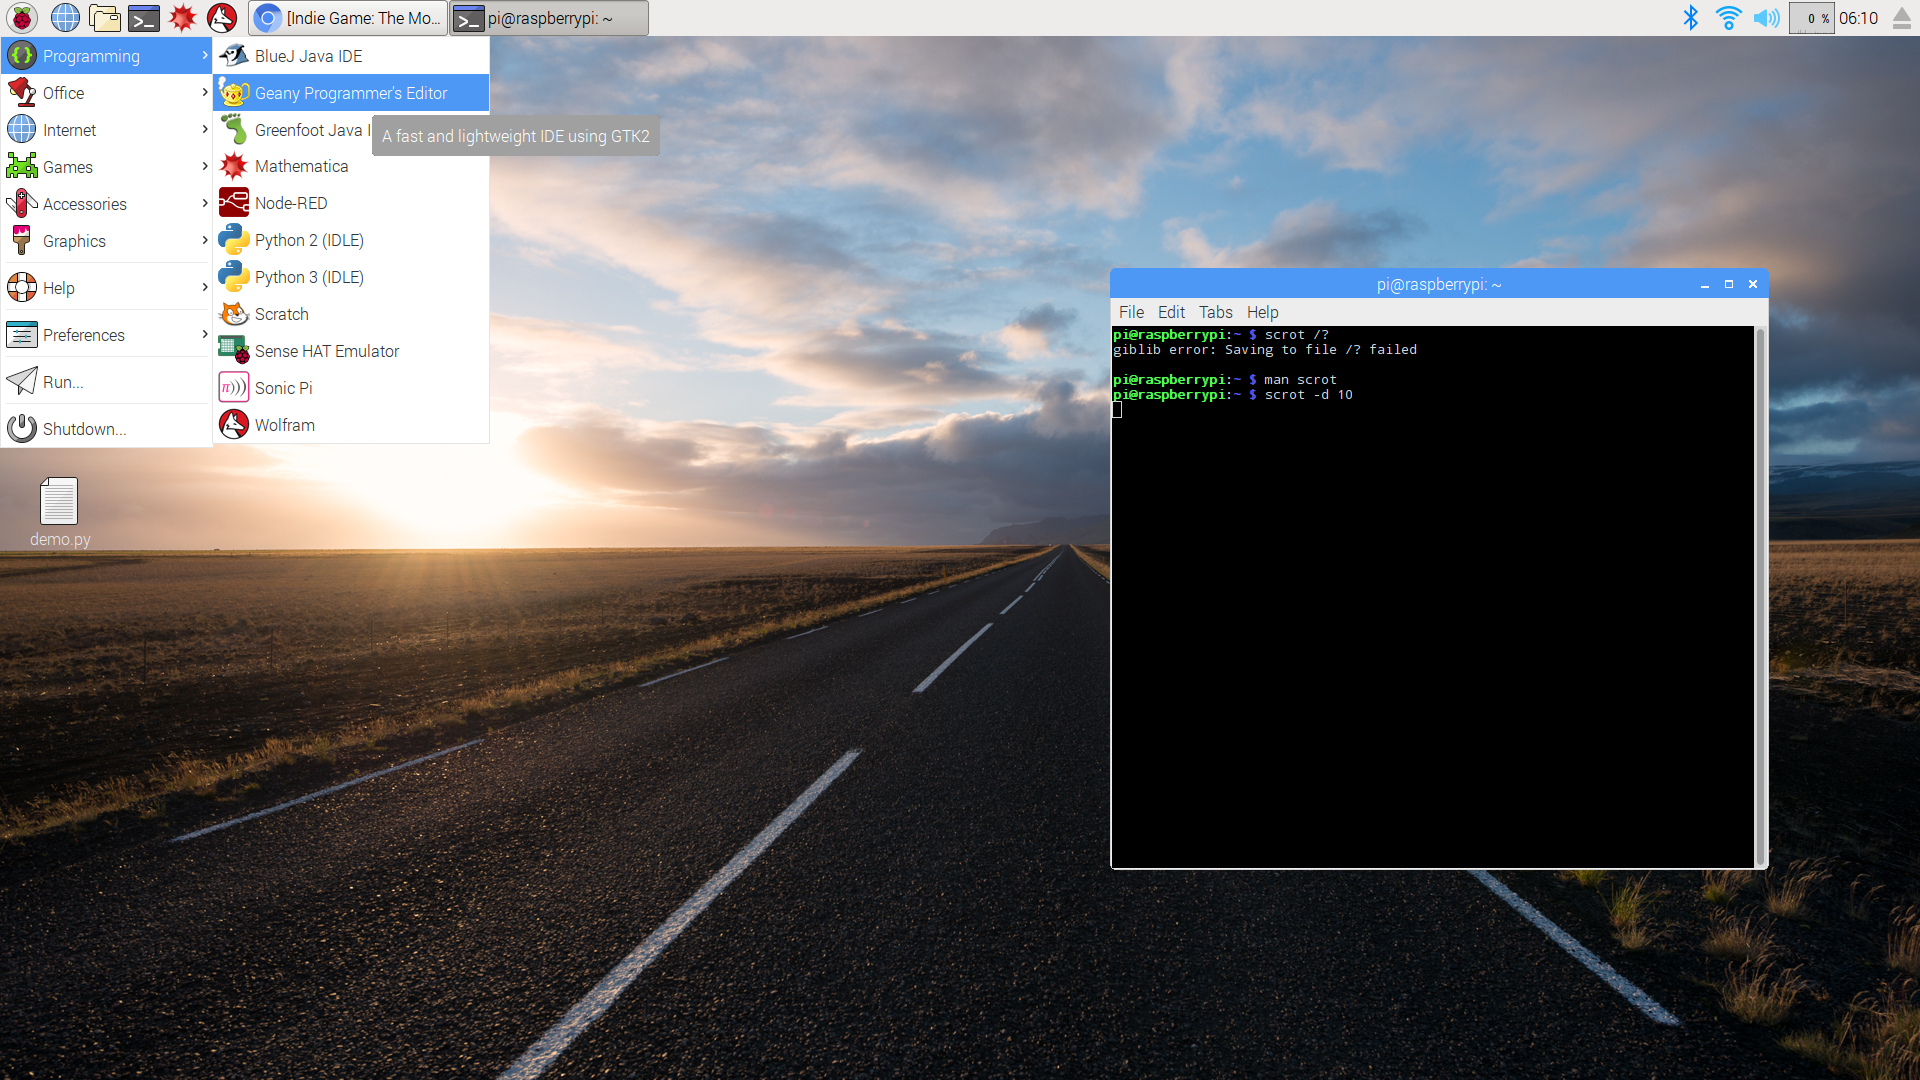 [Indie Game: The Mo...
pi@raspberrypi: ~
0 %
06:10
Programming
Office
Internet
Games
Accessories
Graphics
Help
Preferences
Run...
Shutdown...
BlueJ Java IDE
Geany Programmer's Editor
Greenfoot Java I
A fast and lightweight IDE using GTK2
Mathematica
Node-RED
Python 2 (IDLE)
Python 3 (IDLE)
Scratch
Sense HAT Emulator
Sonic Pi
Wolfram
demo.py
pi@raspberrypi: ~
File Edit Tabs Help
pi@raspberrypi:~ $ scrot /?
giblib error: Saving to file /? failed
pi@raspberrypi:~ $ man scrot
pi@raspberrypi:~ $ scrot -d 10